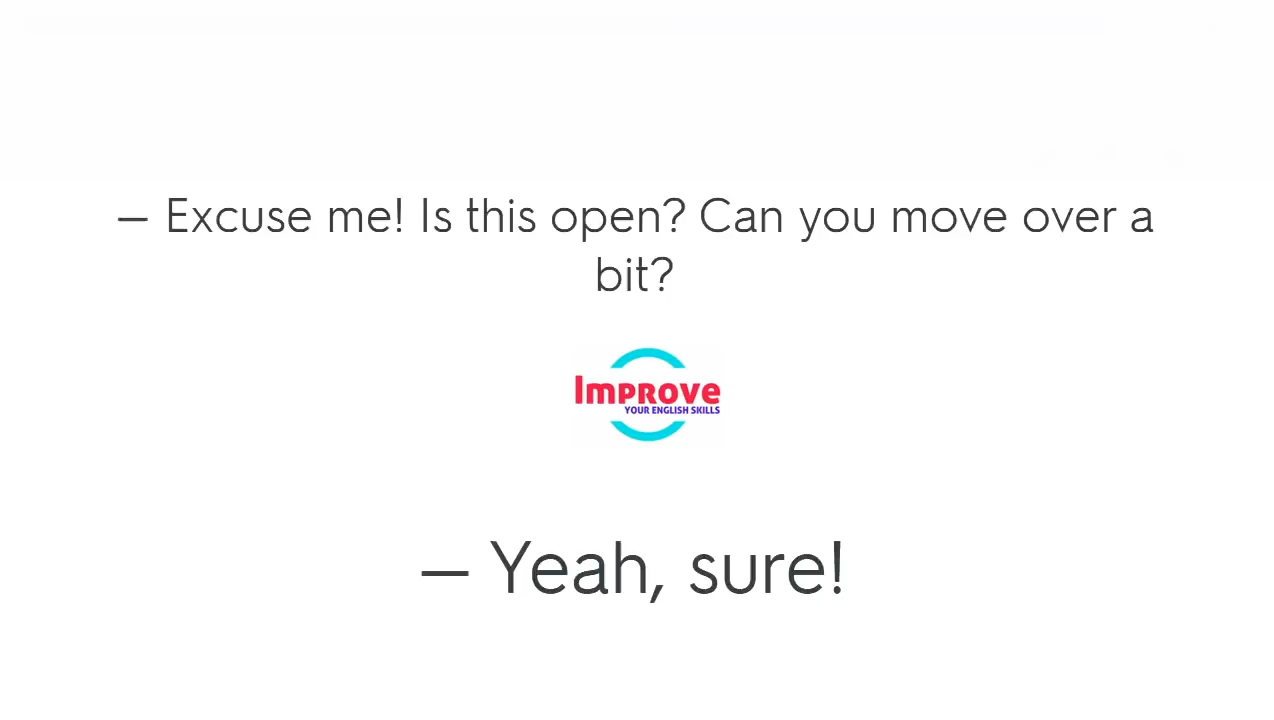 — Excuse me! Is this open? Can you move over a
bit?
Improve
YOUR ENGLISH SKILLS
— Yeah, sure!